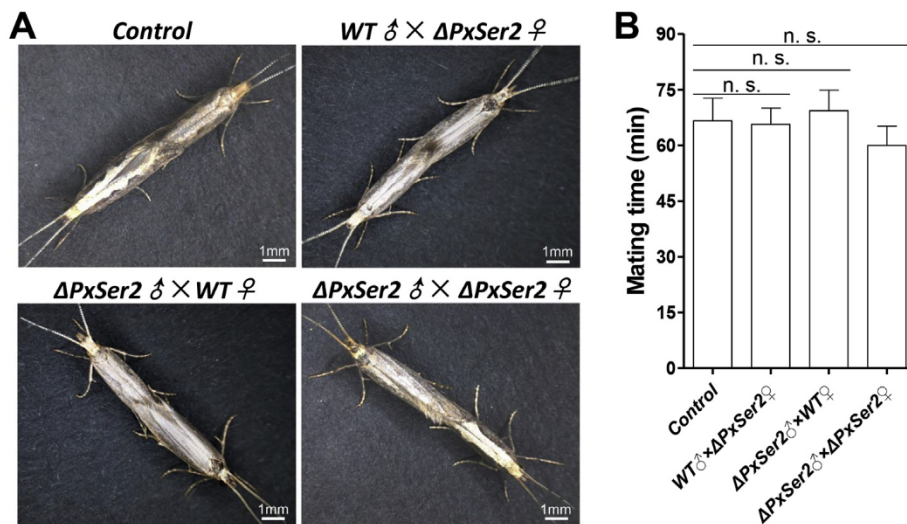 A
Control
WT ♂ × ΔPxSer2 ♀
1mm
1mm
ΔPxSer2 ♂ × WT ♀
ΔPxSer2 ♂ × ΔPxSer2 ♀
1mm
1mm
B
Mating time (min)
90
75
60
45
30
15
0
n. s.
n. s.
n. s.
Control
WT♂×ΔPxSer2♀
ΔPxSer2♂×WT♀
ΔPxSer2♂×ΔPxSer2♀